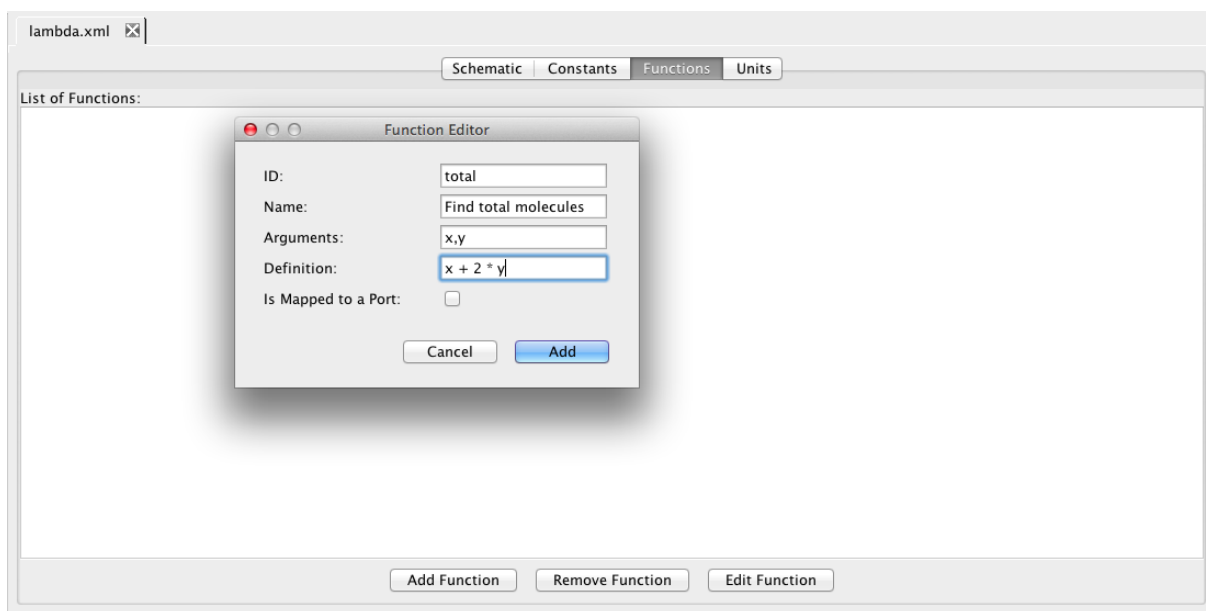 lambda.xml
Schematic Constants Functions Units
List of Functions:
Function Editor
ID: total
Name: Find total molecules
Arguments: x,y
Definition: x + 2 * y
Is Mapped to a Port:
Cancel Add
Add Function Remove Function Edit Function